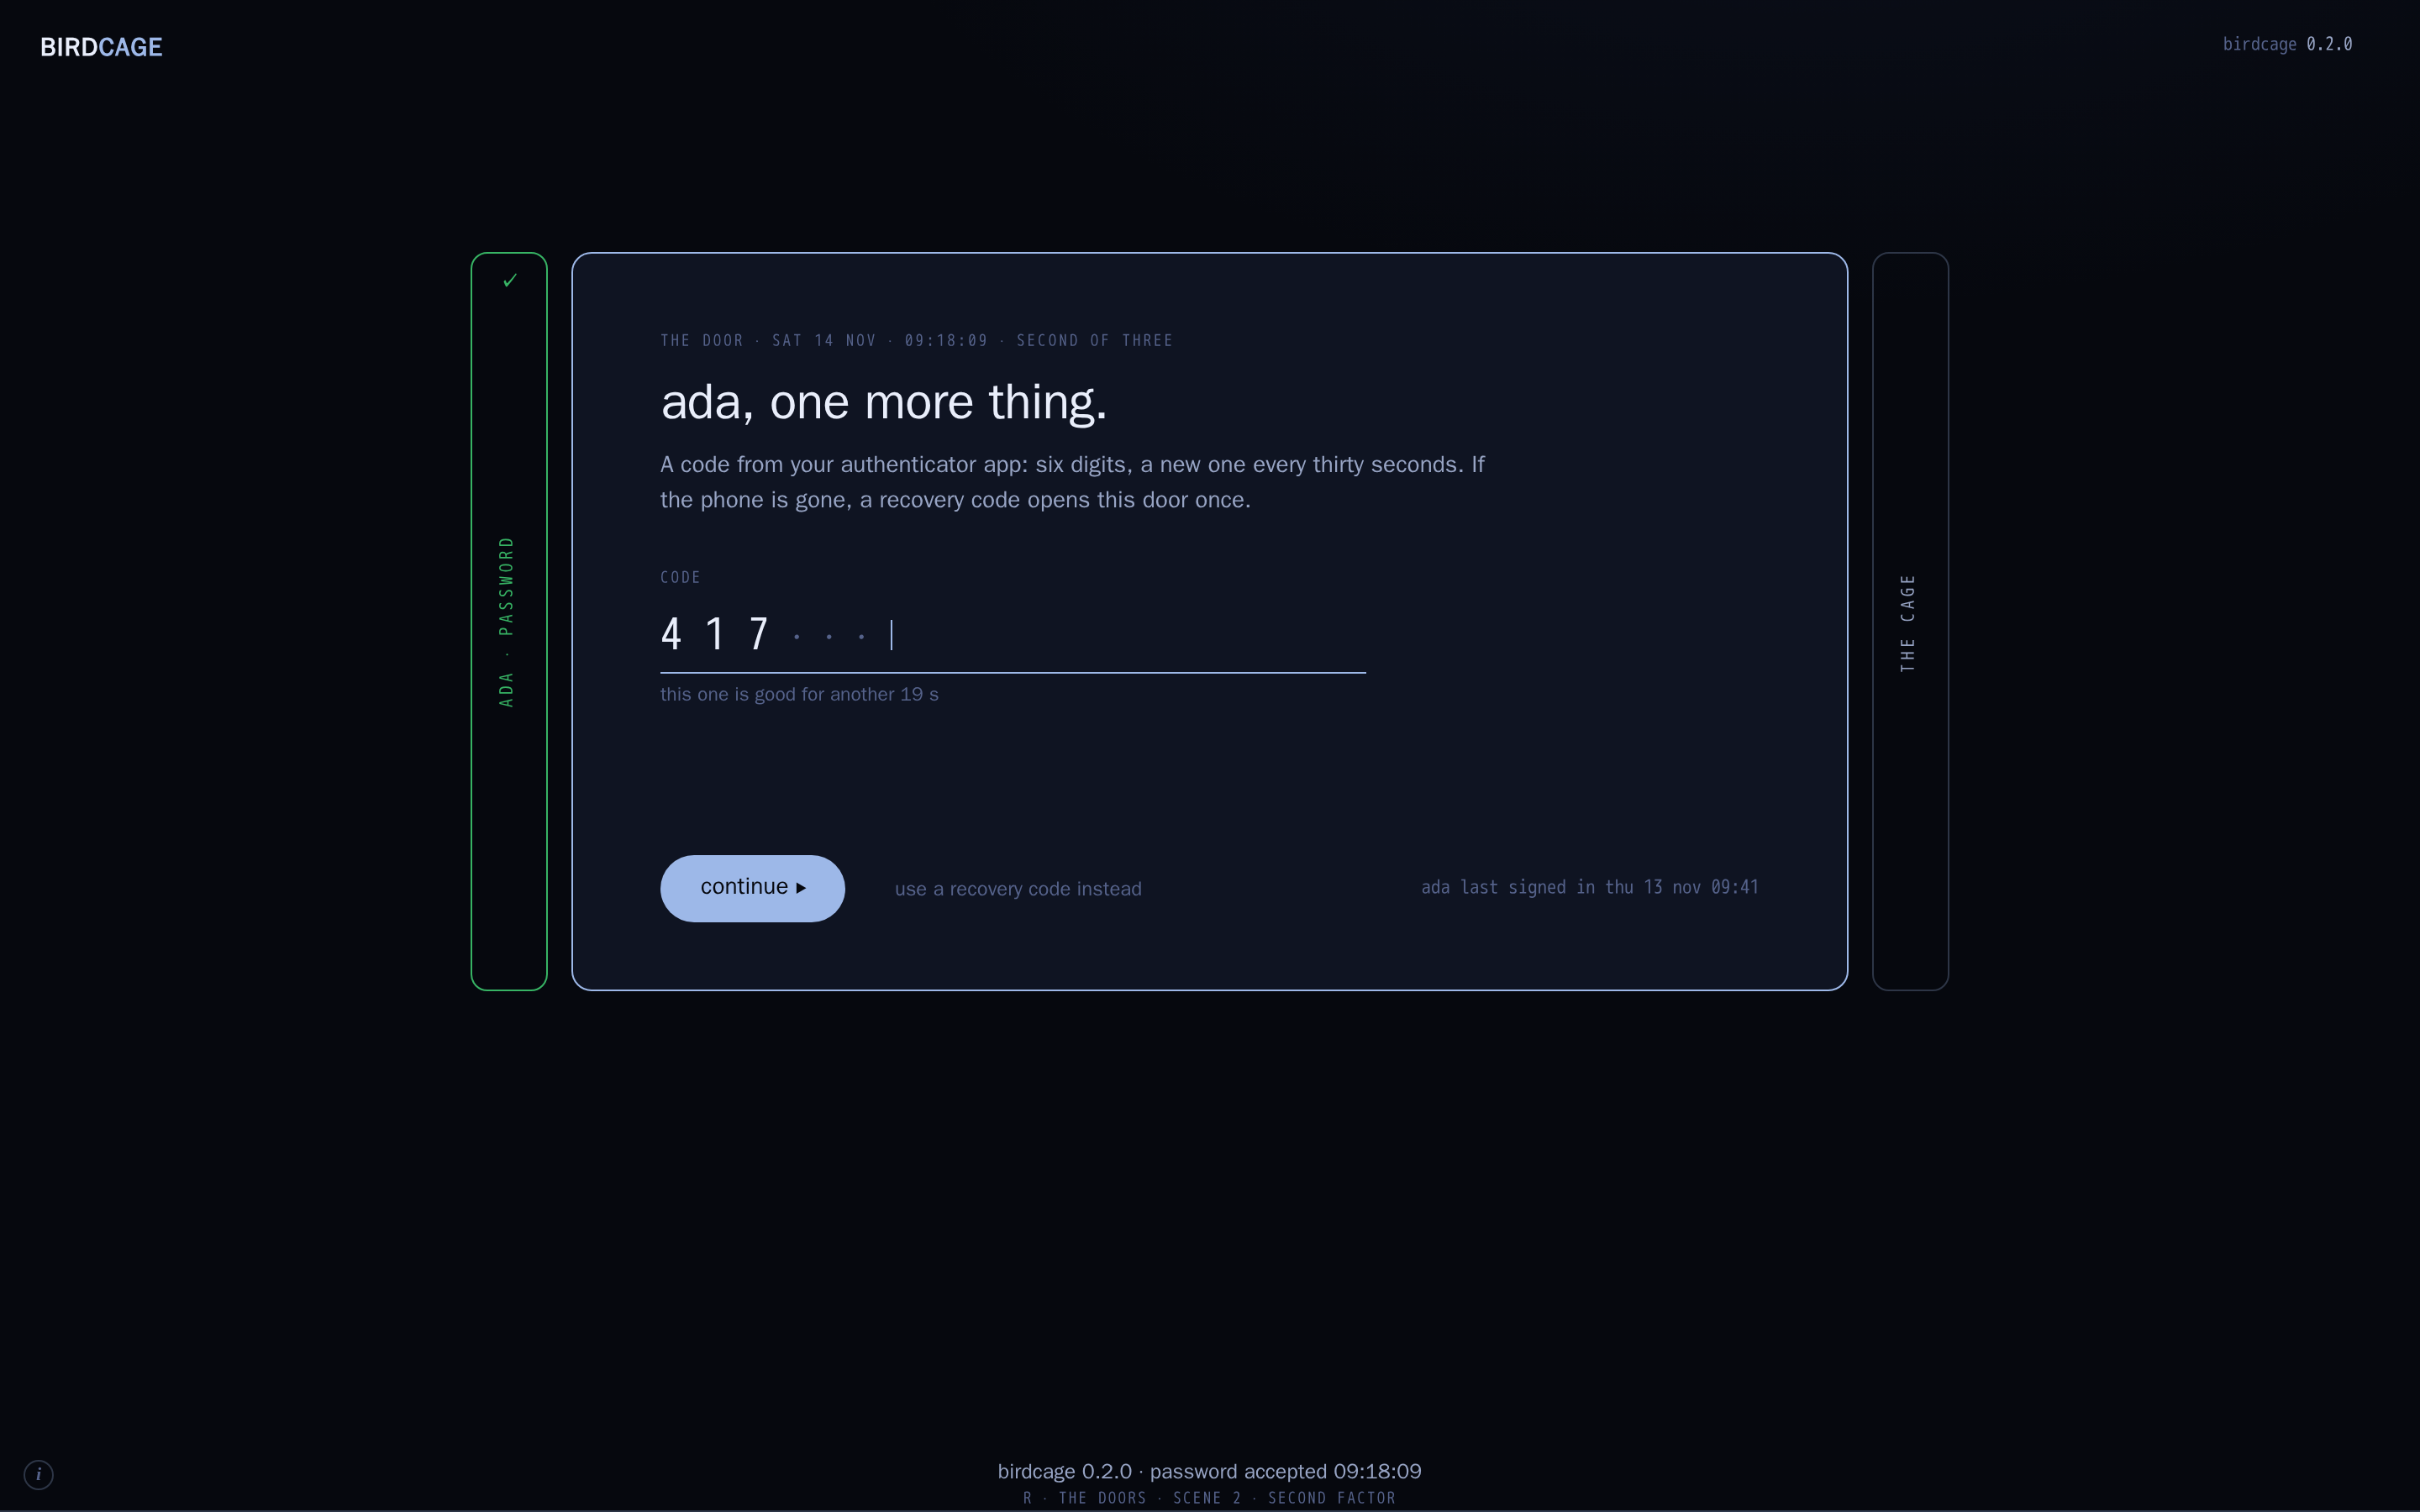 BIRDCAGE
birdcage 0.2.0
✓
ADA · PASSWORD
THE DOOR · SAT 14 NOV · 09:18:09 · SECOND OF THREE
ada, one more thing.
A code from your authenticator app: six digits, a new one every thirty seconds. If
the phone is gone, a recovery code opens this door once.
CODE
4 1 7 · · ·
this one is good for another 19 s
continue ▸
use a recovery code instead
ada last signed in thu 13 nov 09:41
THE CAGE
i
birdcage 0.2.0 · password accepted 09:18:09
R · THE DOORS · SCENE 2 · SECOND FACTOR